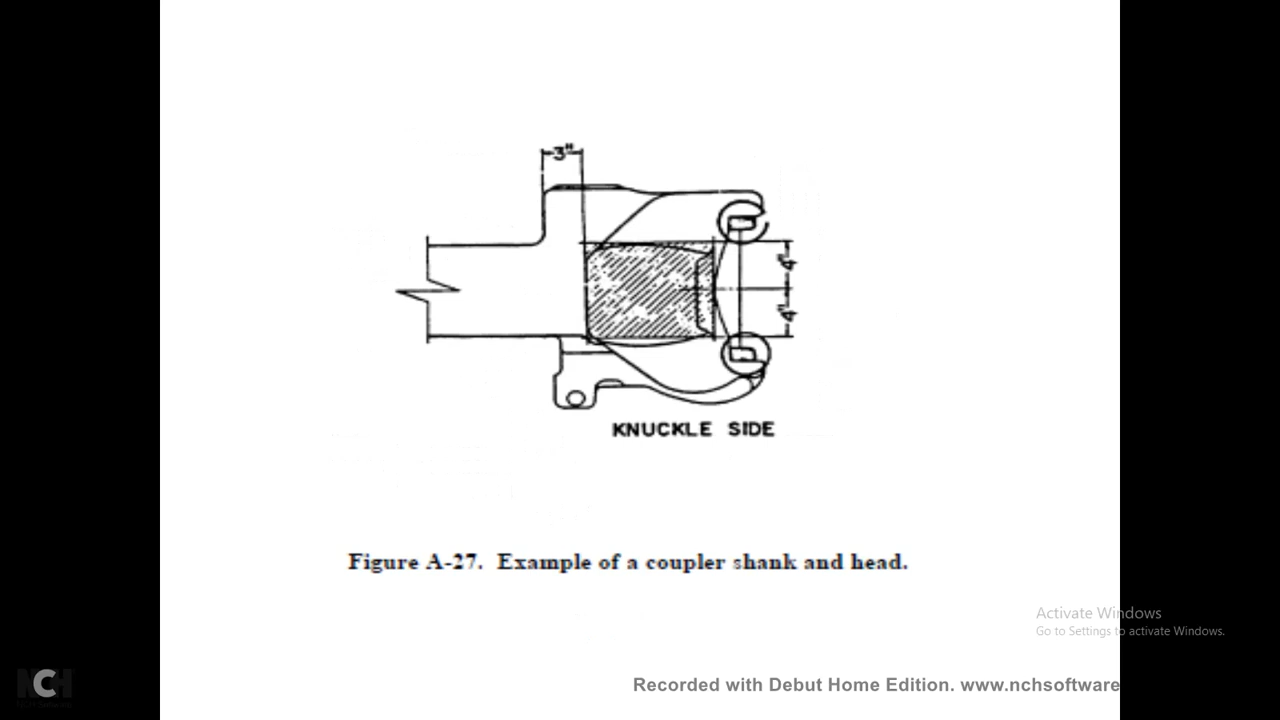 3"
4"
4"
KNUCKLE SIDE
Figure A-27. Example of a coupler shank and head.
Activate Windows
Go to Settings to activate Windows.
NCH
Recorded with Debut Home Edition. www.nchsoftware